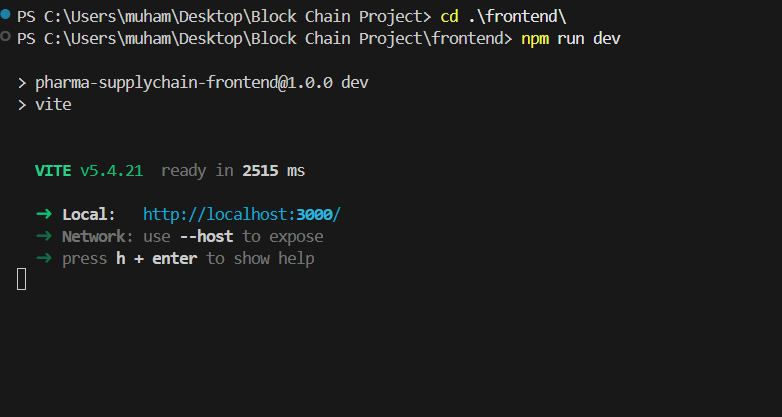 PS C:\Users\muham\Desktop\Block Chain Project> cd .\frontend\
PS C:\Users\muham\Desktop\Block Chain Project\frontend> npm run dev
> pharma-supplychain-frontend@1.0.0 dev
> vite
VITE v5.4.21 ready in 2515 ms
➜ Local: http://localhost:3000/
➜ Network: use --host to expose
➜ press h + enter to show help